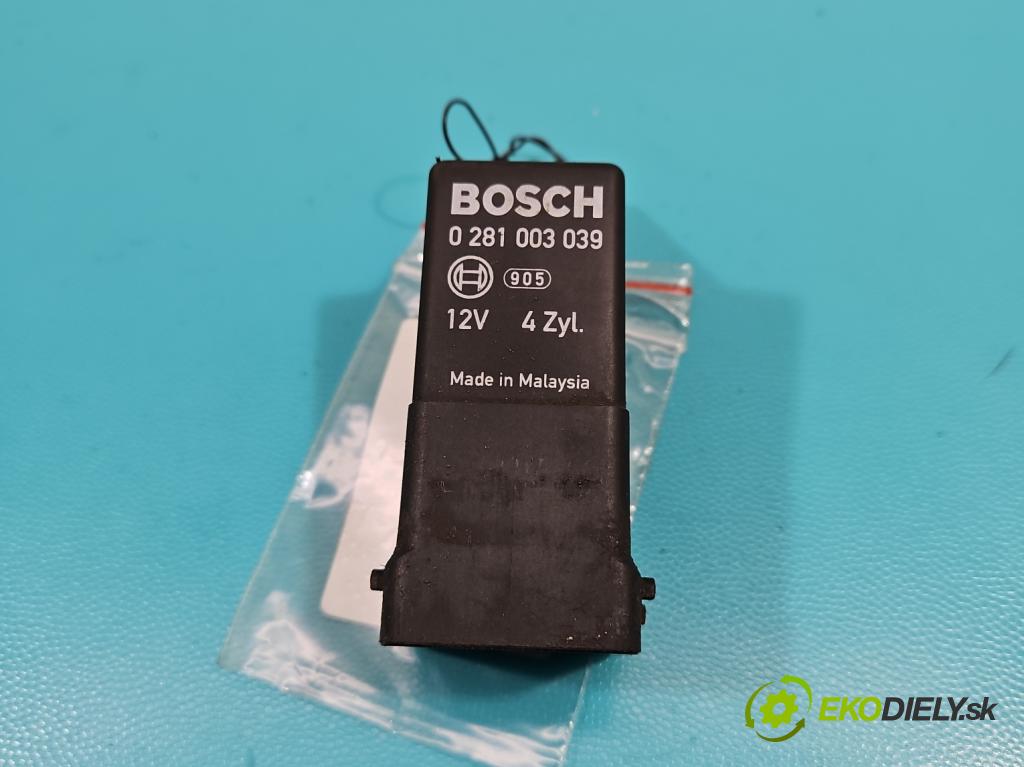 BOSCH
0 281 003 039
905
12V 4 Zyl.
Made in Malaysia
EKODIELY.sk